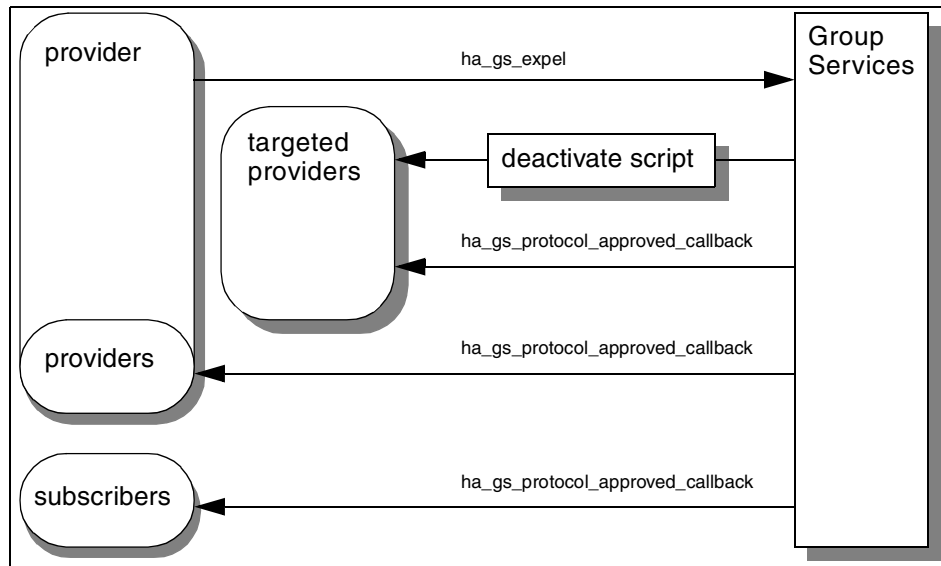 provider
ha_gs_expel
Group
Services
targeted
providers
deactivate script
ha_gs_protocol_approved_callback
providers
ha_gs_protocol_approved_callback
subscribers
ha_gs_protocol_approved_callback